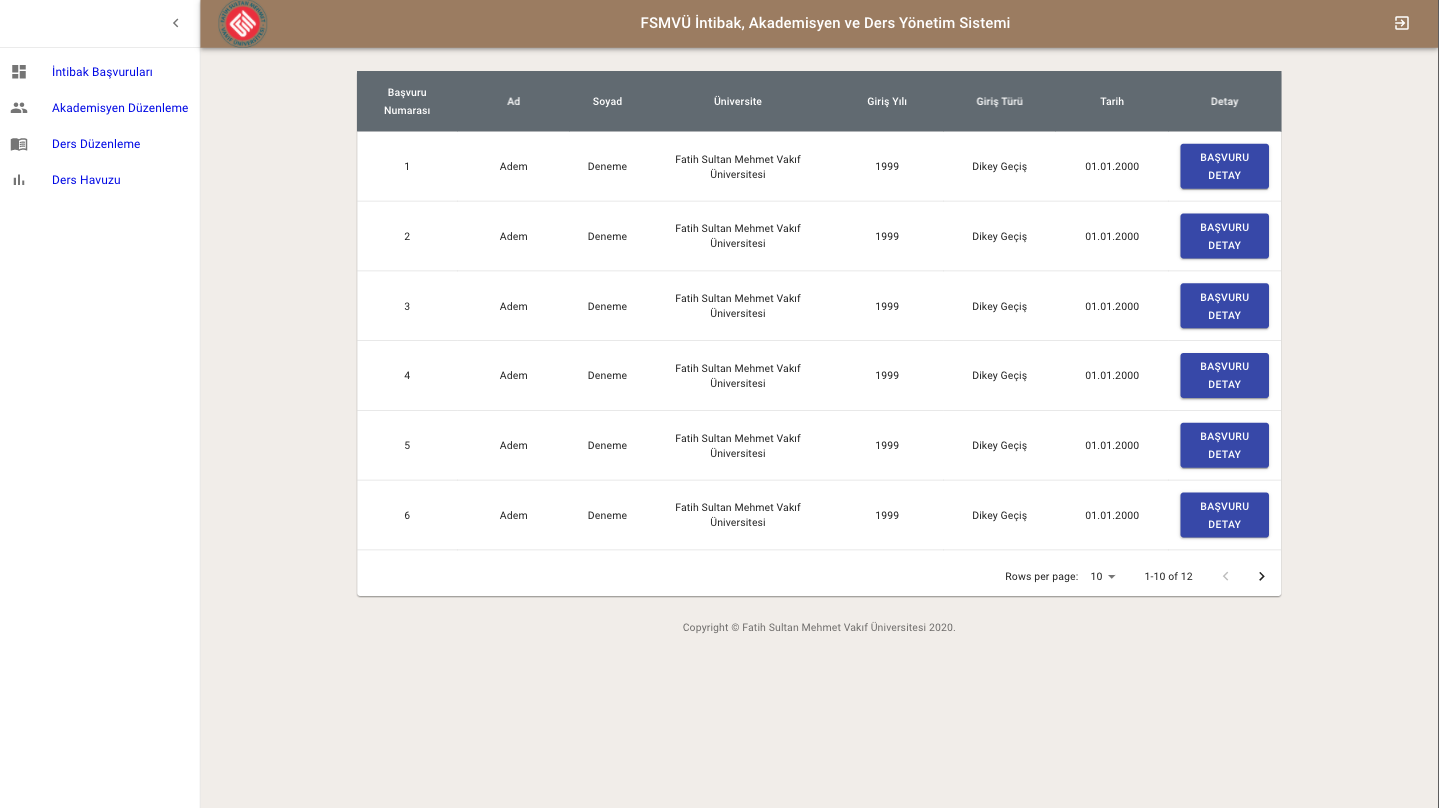 FSMVÜ İntibak, Akademisyen ve Ders Yönetim Sistemi
İntibak Başvuruları
Akademisyen Düzenleme
Ders Düzenleme
Ders Havuzu
Başvuru
Numarası
Ad
Soyad
Üniversite
Giriş Yılı
Giriş Türü
Tarih
Detay
1
Adem
Deneme
Fatih Sultan Mehmet Vakıf
Üniversitesi
1999
Dikey Geçiş
01.01.2000
BAŞVURU
DETAY
2
Adem
Deneme
Fatih Sultan Mehmet Vakıf
Üniversitesi
1999
Dikey Geçiş
01.01.2000
BAŞVURU
DETAY
3
Adem
Deneme
Fatih Sultan Mehmet Vakıf
Üniversitesi
1999
Dikey Geçiş
01.01.2000
BAŞVURU
DETAY
4
Adem
Deneme
Fatih Sultan Mehmet Vakıf
Üniversitesi
1999
Dikey Geçiş
01.01.2000
BAŞVURU
DETAY
5
Adem
Deneme
Fatih Sultan Mehmet Vakıf
Üniversitesi
1999
Dikey Geçiş
01.01.2000
BAŞVURU
DETAY
6
Adem
Deneme
Fatih Sultan Mehmet Vakıf
Üniversitesi
1999
Dikey Geçiş
01.01.2000
BAŞVURU
DETAY
Rows per page: 10 1-10 of 12
Copyright © Fatih Sultan Mehmet Vakıf Üniversitesi 2020.